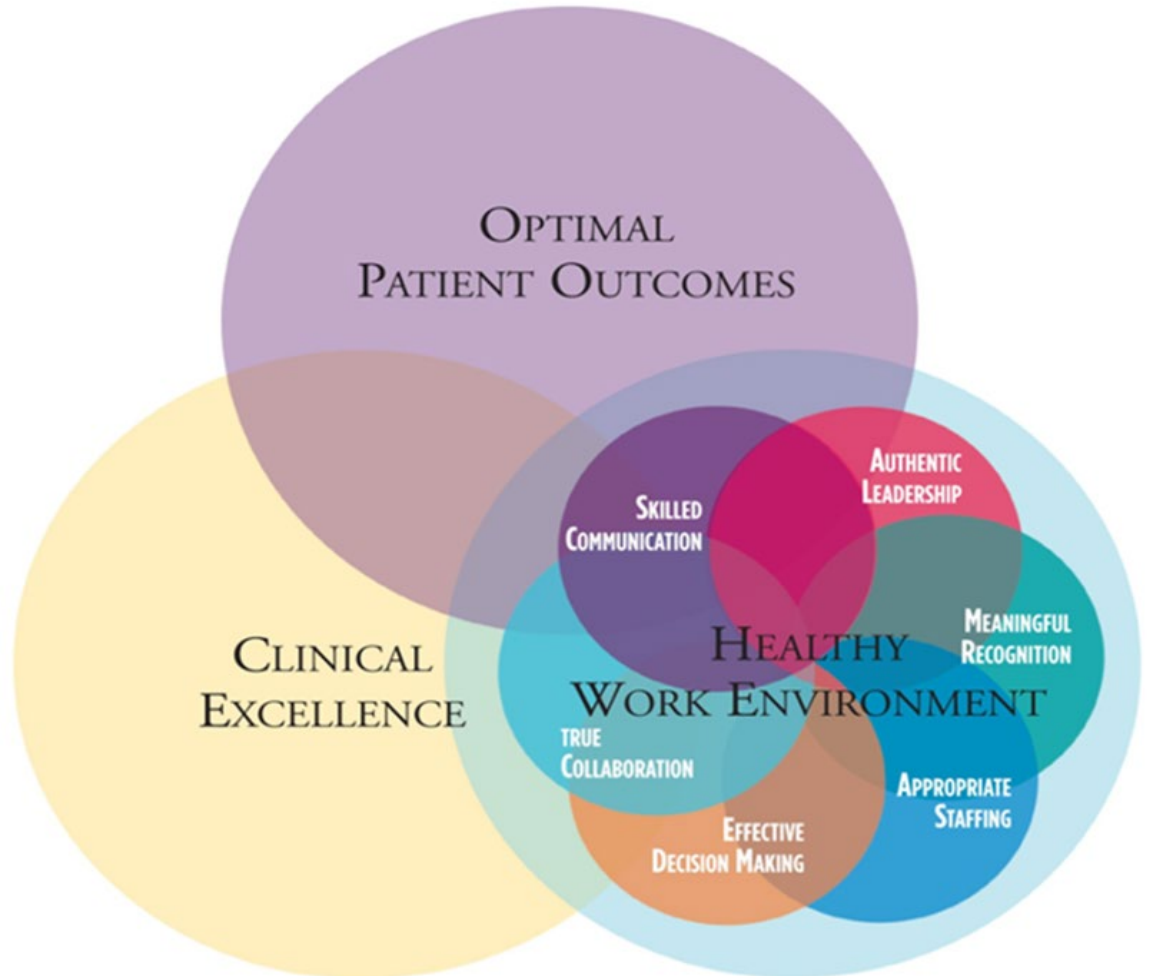 OPTIMAL
PATIENT OUTCOMES
AUTHENTIC
LEADERSHIP
SKILLED
COMMUNICATION
MEANINGFUL
RECOGNITION
HEALTHY
WORK ENVIRONMENT
CLINICAL
EXCELLENCE
TRUE
COLLABORATION
APPROPRIATE
STAFFING
EFFECTIVE
DECISION MAKING